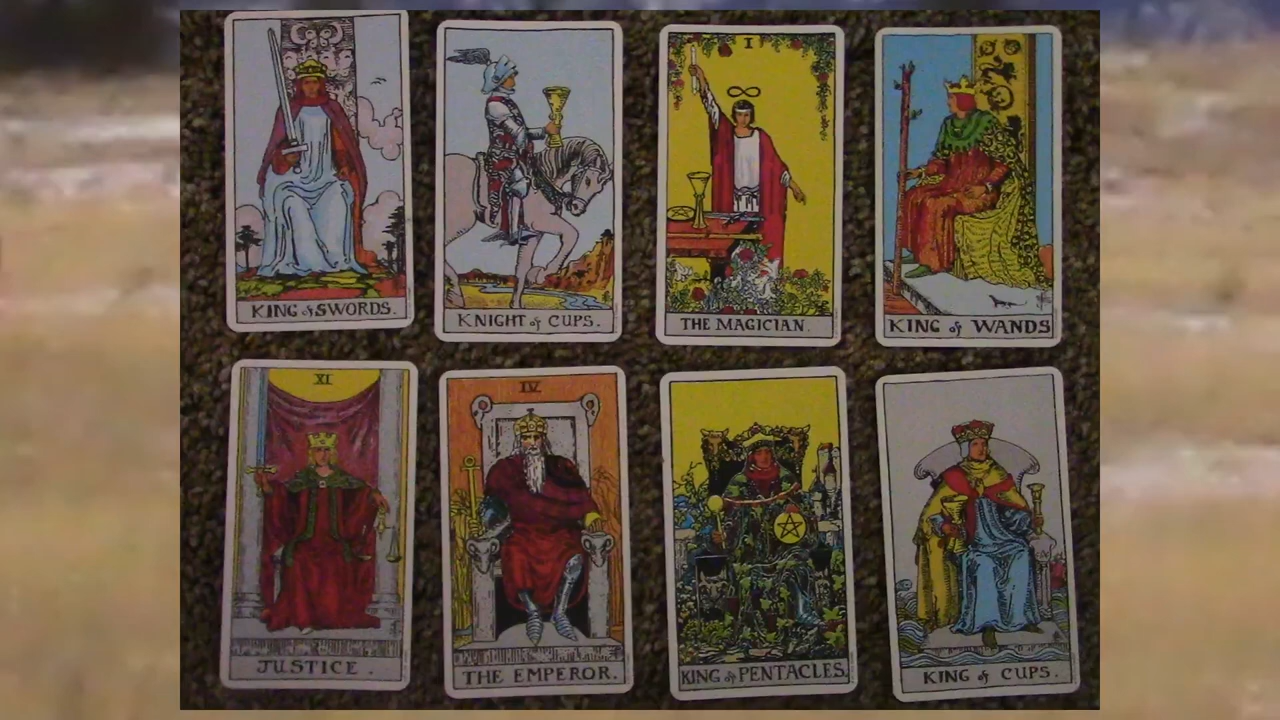 KING of SWORDS.
KNIGHT of CUPS.
I
THE MAGICIAN.
KING of WANDS
XI
JUSTICE.
IV
THE EMPEROR.
KING of PENTACLES.
KING of CUPS.